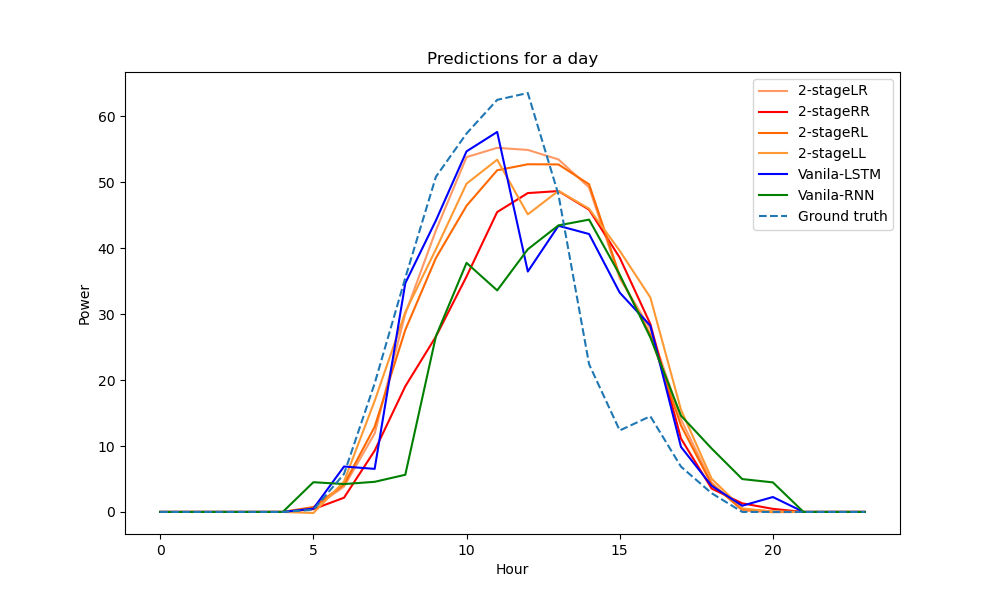 Predictions for a day
2-stageLR
2-stageRR
2-stageRL
2-stageLL
Vanila-LSTM
Vanila-RNN
Ground truth
60
50
40
30
20
10
0
Power
0 5 10 15 20
Hour